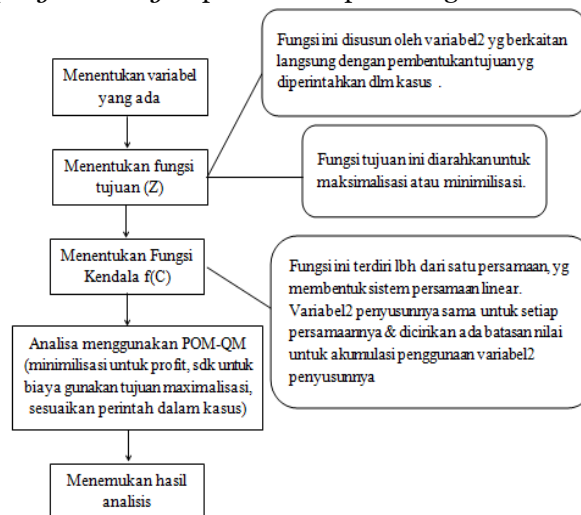 Menentukan variabel
yang ada
Fungsi ini disusun oleh variabel2 yg berkaitan
langsung dengan pembentukan tujuan yg
diperintahkan dlm kasus .
Menentukan fungsi
tujuan (Z)
Fungsi tujuan ini diarahkan untuk
maksimalisasi atau minimilisasi.
Menentukan Fungsi
Kendala f(C)
Fungsi ini terdiri lbh dari satu persamaan, yg
membentuk sistem persamaan linear.
Variabel2 penyusunnya sama untuk setiap
persamaannya & dicirikan ada batasan nilai
untuk akumulasi penggunaan variabel2
penyusunnya
Analisa menggunakan POM-QM
(minimilisasi untuk profit, sdk untuk
biaya gunakan tujuan maximalisasi,
sesuaikan perintah dalam kasus)
Menemukan hasil
analisis